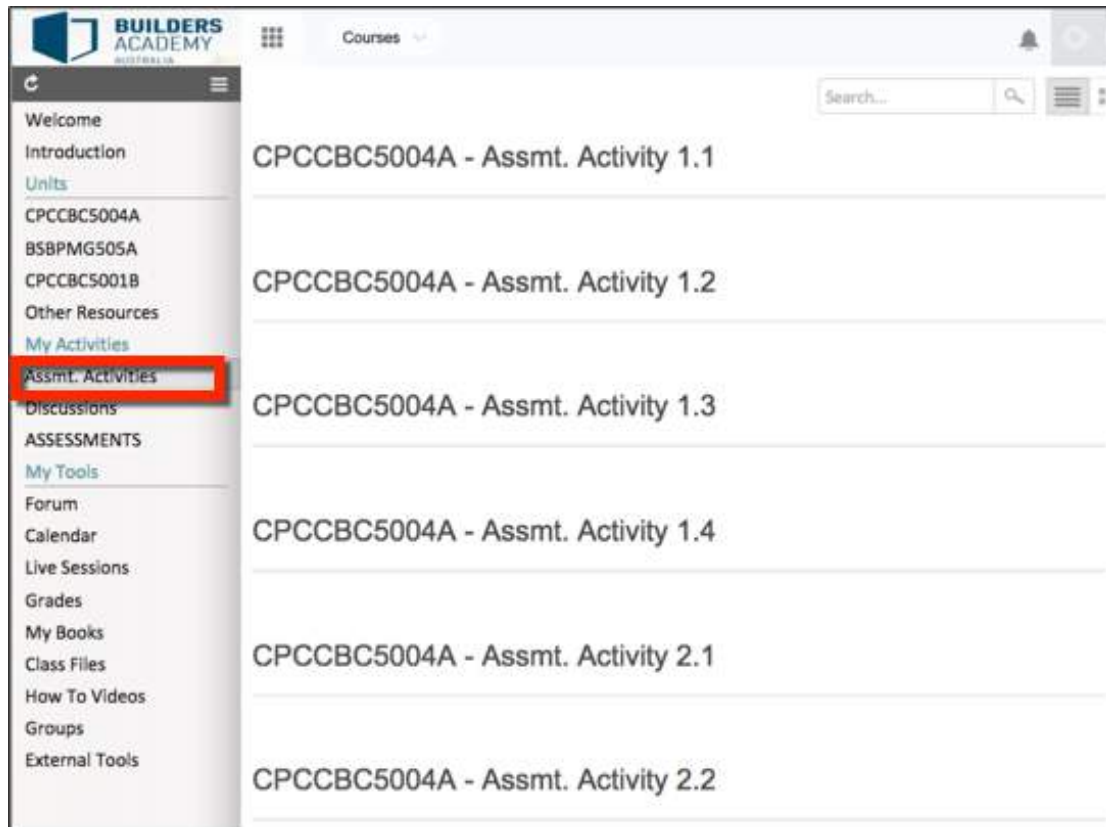 BUILDERS
ACADEMY
AUSTRALIA
Courses
Search...
Welcome
Introduction
Units
CPCCBC5004A
BSBPMG505A
CPCCBC5001B
Other Resources
My Activities
Assmt. Activities
Discussions
ASSESSMENTS
My Tools
Forum
Calendar
Live Sessions
Grades
My Books
Class Files
How To Videos
Groups
External Tools
CPCCBC5004A - Assmt. Activity 1.1
CPCCBC5004A - Assmt. Activity 1.2
CPCCBC5004A - Assmt. Activity 1.3
CPCCBC5004A - Assmt. Activity 1.4
CPCCBC5004A - Assmt. Activity 2.1
CPCCBC5004A - Assmt. Activity 2.2